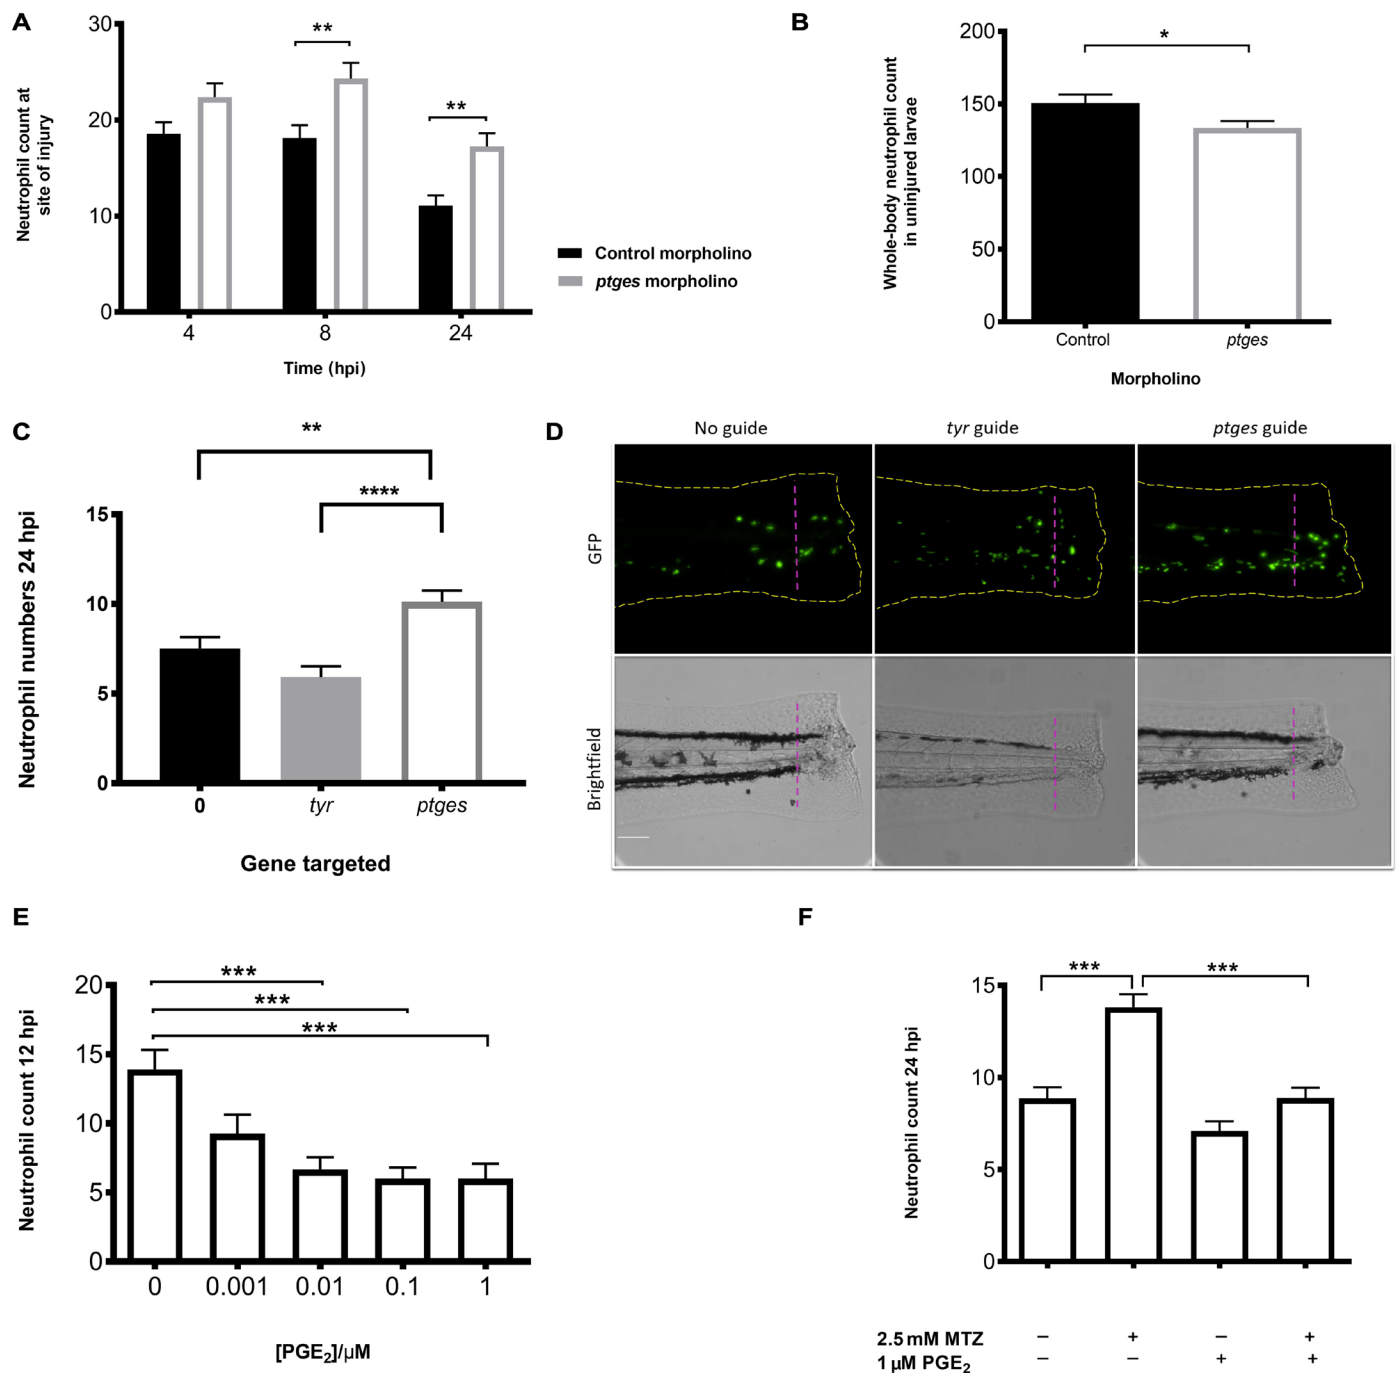 A
30
20
10
0
**
**
4 8 24
Time (hpi)
Neutrophil count at
site of injury
Control morpholino
ptges morpholino
B
200
150
100
50
0
*
Control ptges
Morpholino
Whole-body neutrophil count
in uninjured larvae
C
**
****
15
10
5
0
0 tyr ptges
Gene targeted
Neutrophil numbers 24 hpi
D
No guide tyr guide ptges guide
GFP
Brightfield
E
***
***
***
20
15
10
5
0
0 0.001 0.01 0.1 1
[PGE₂]/µM
Neutrophil count 12 hpi
F
*** ***
15
10
5
0
Neutrophil count 24 hpi
2.5 mM MTZ − + − +
1 µM PGE₂ − − + +